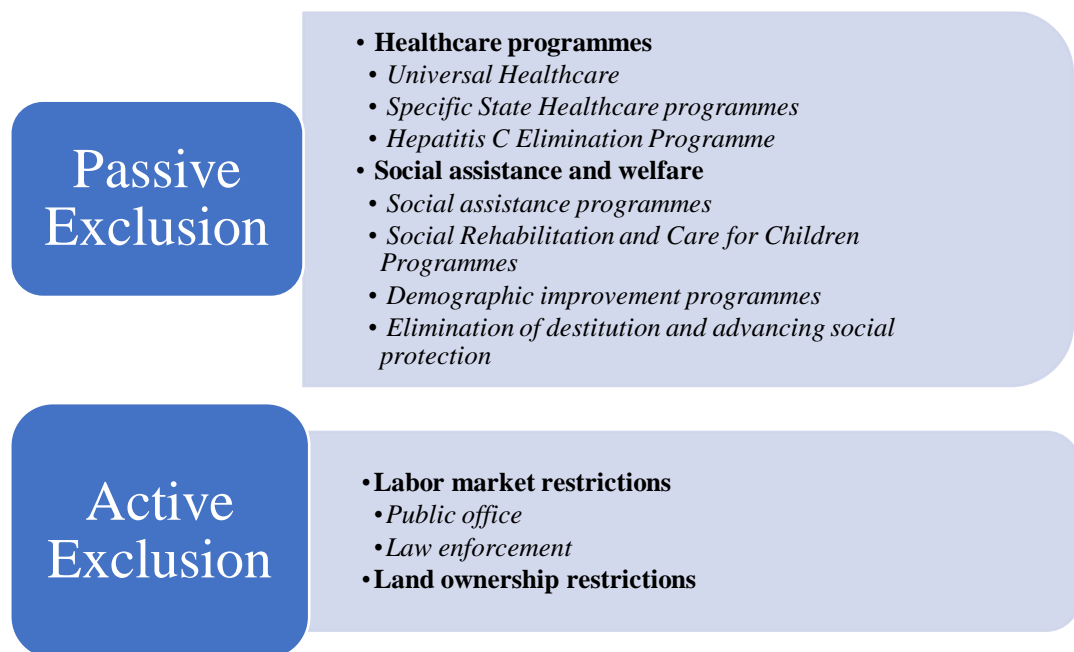 Passive
Exclusion
• Healthcare programmes
• Universal Healthcare
• Specific State Healthcare programmes
• Hepatitis C Elimination Programme
• Social assistance and welfare
• Social assistance programmes
• Social Rehabilitation and Care for Children
Programmes
• Demographic improvement programmes
• Elimination of destitution and advancing social
protection
Active
Exclusion
•Labor market restrictions
•Public office
•Law enforcement
•Land ownership restrictions